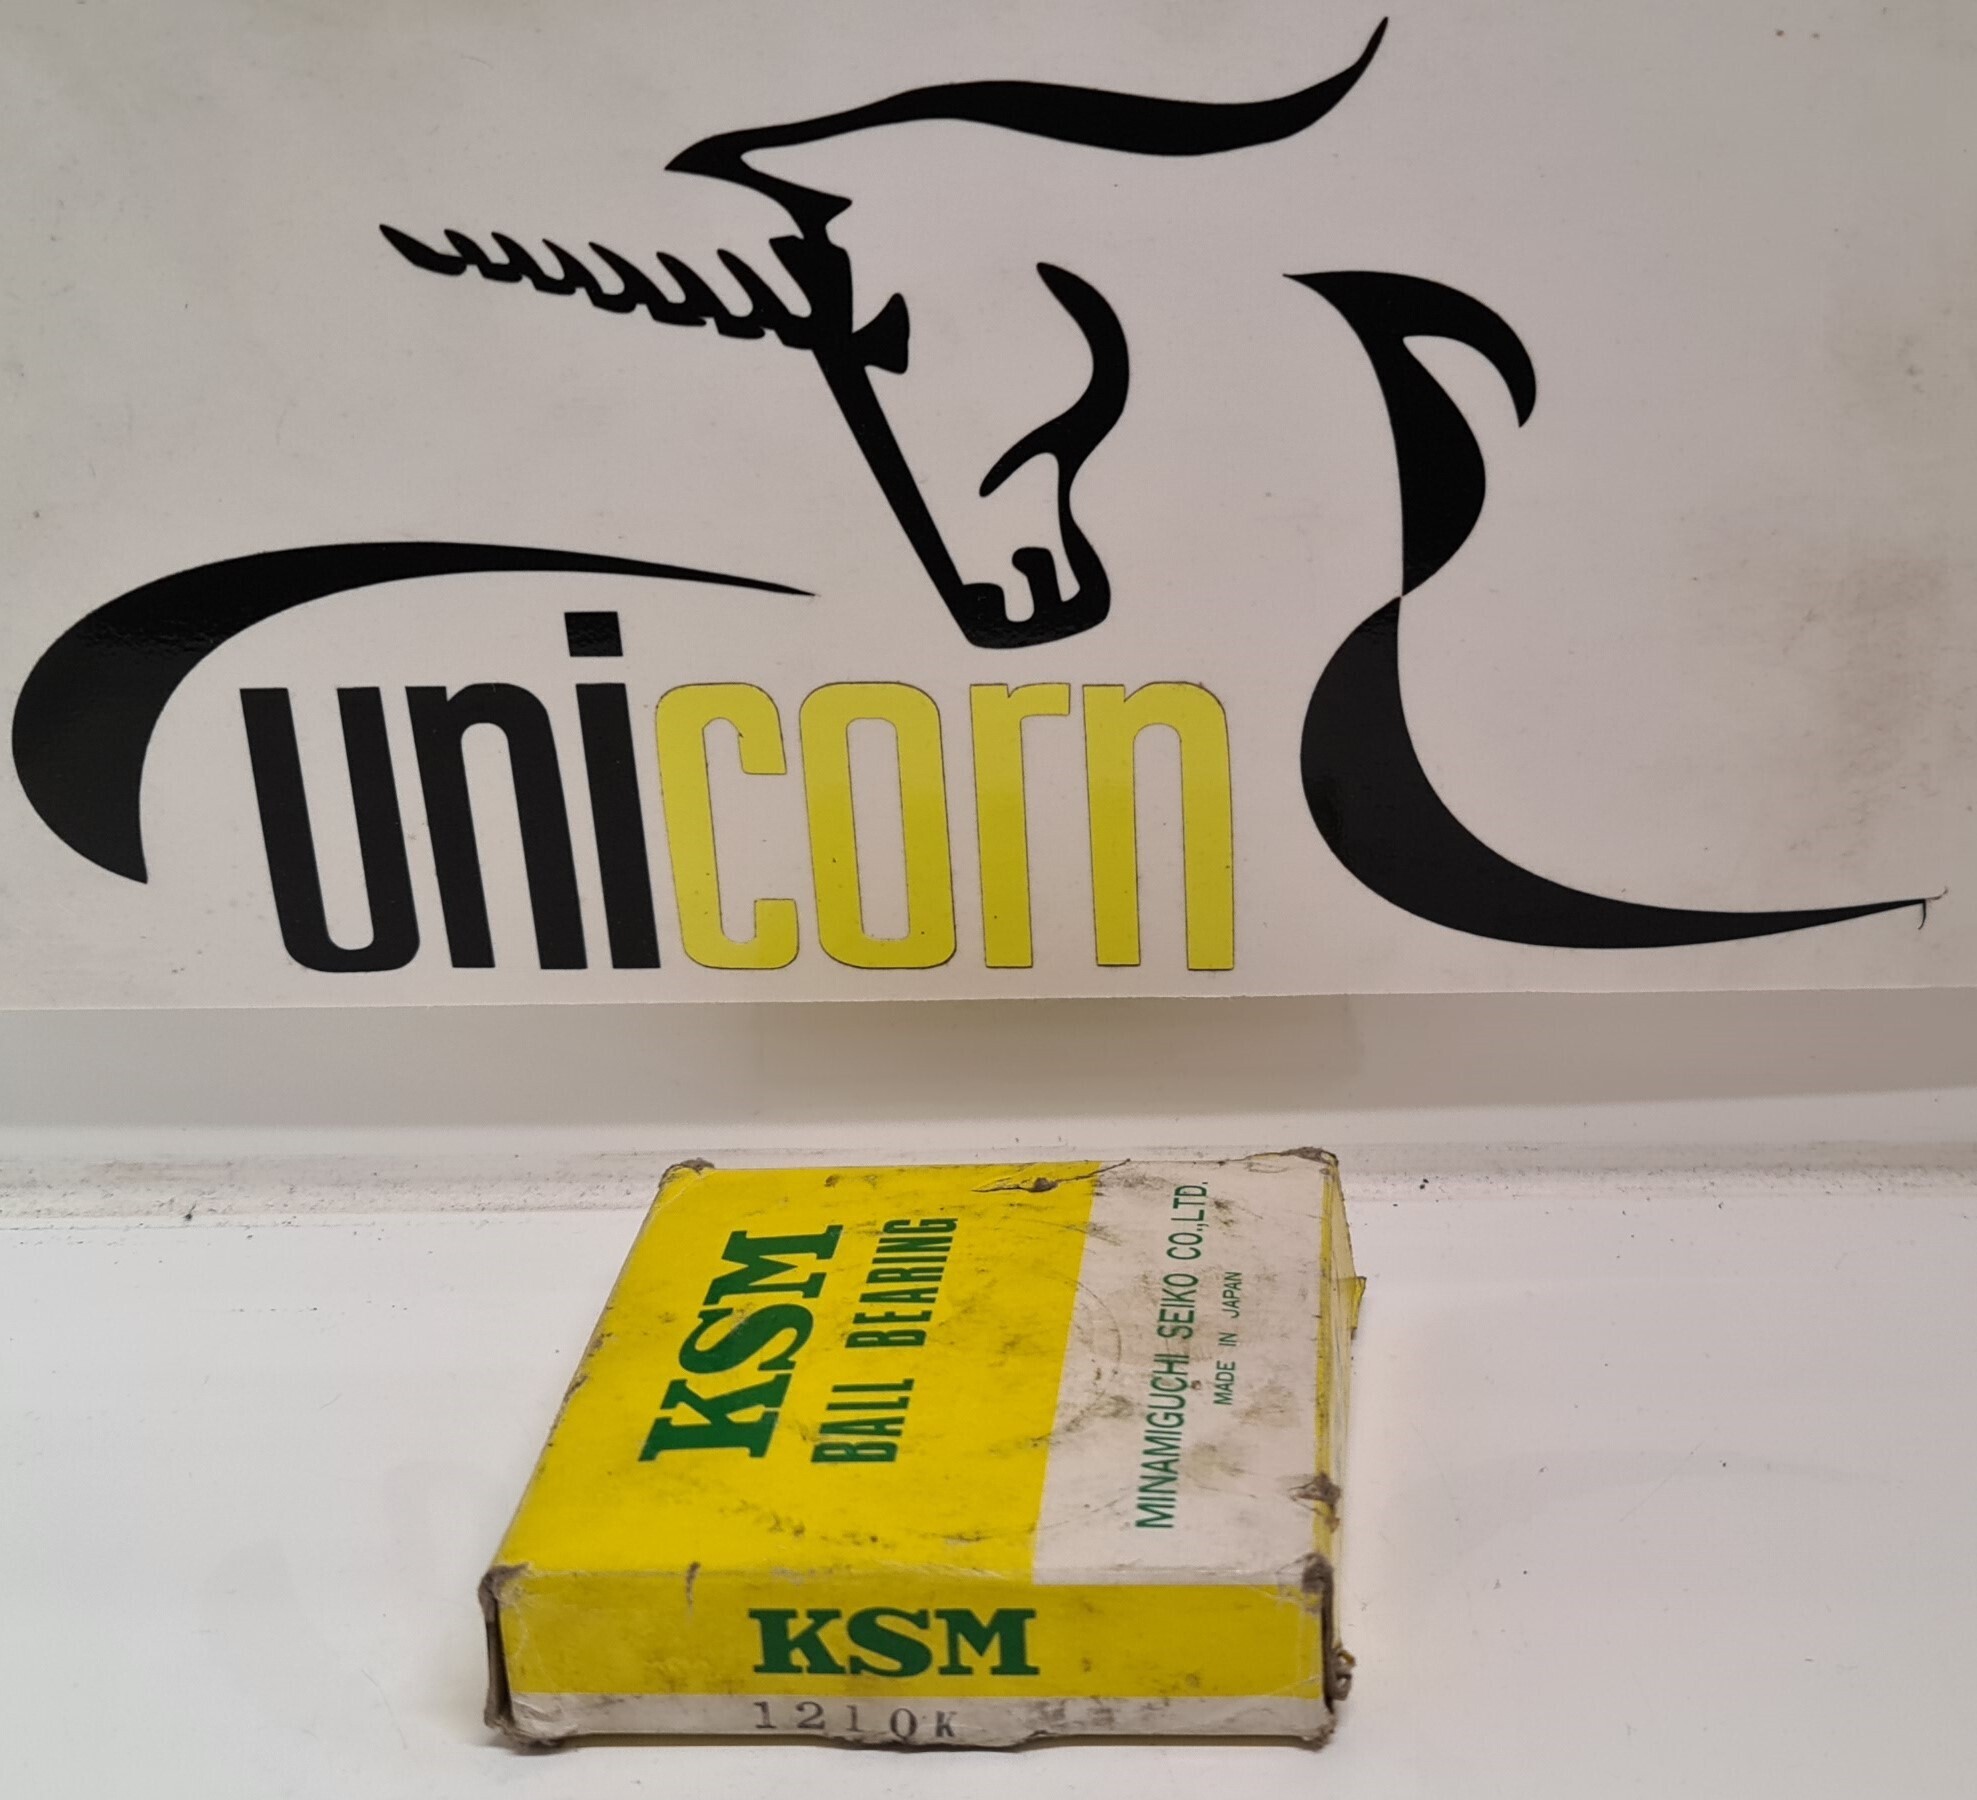 unicorn
KSM
BALL BEARING
MINAMIGUCHI SEIKO CO.,LTD.
MADE IN JAPAN
KSM
1210K